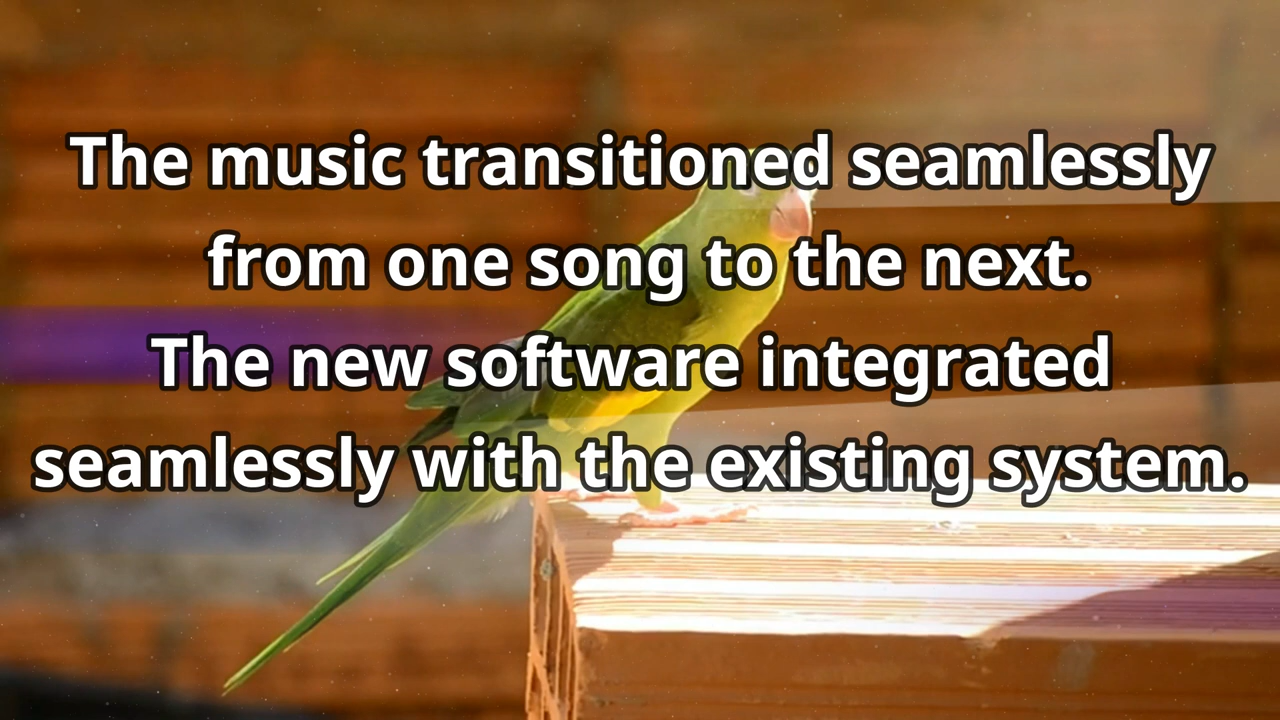 The music transitioned seamlessly
from one song to the next.
The new software integrated
seamlessly with the existing system.